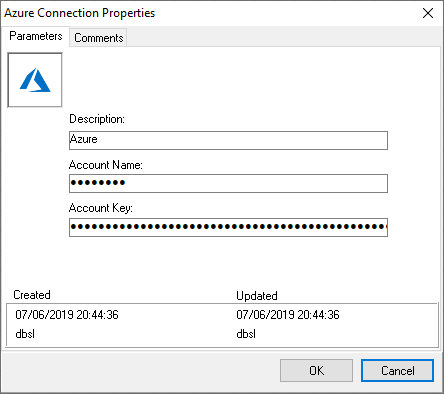 Azure Connection Properties
Parameters Comments
Description:
Azure
Account Name:
●●●●●●●●
Account Key:
●●●●●●●●●●●●●●●●●●●●●●●●●●●●●●●●●●●●●●●●●●●●●●
Created Updated
07/06/2019 20:44:36 07/06/2019 20:44:36
dbsl dbsl
OK Cancel